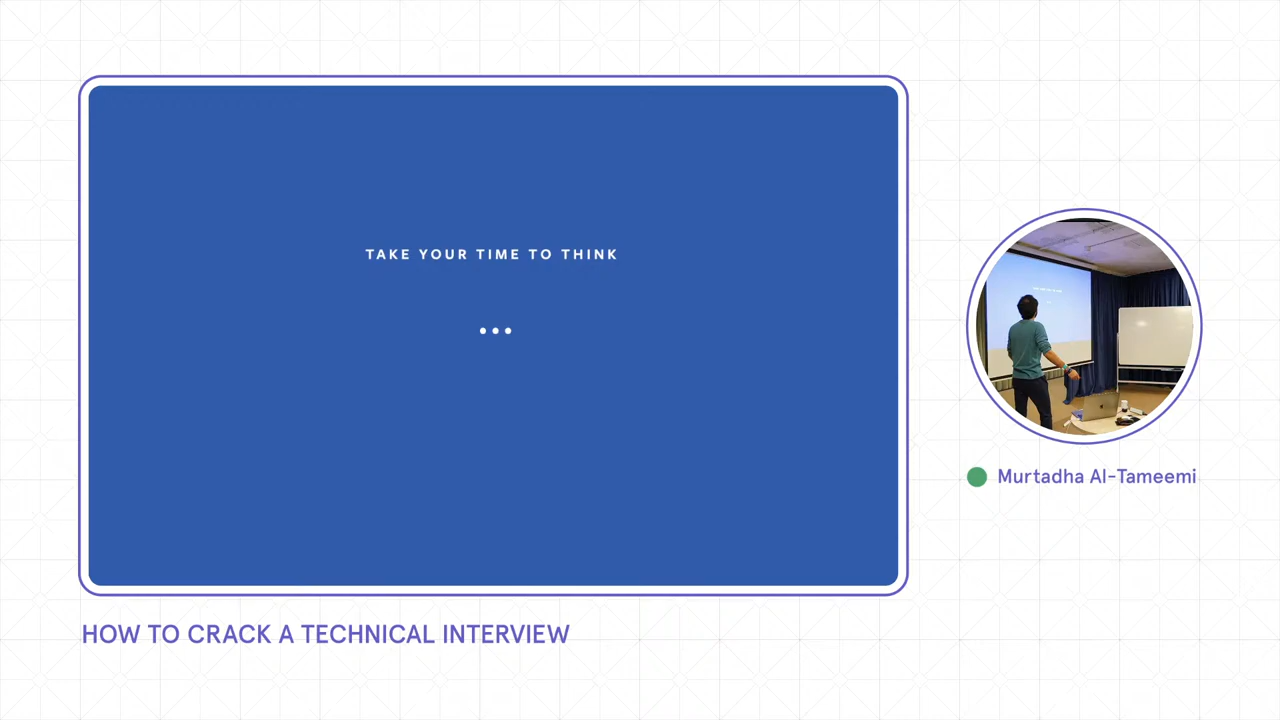 TAKE YOUR TIME TO THINK
...
Murtadha Al-Tameemi
HOW TO CRACK A TECHNICAL INTERVIEW